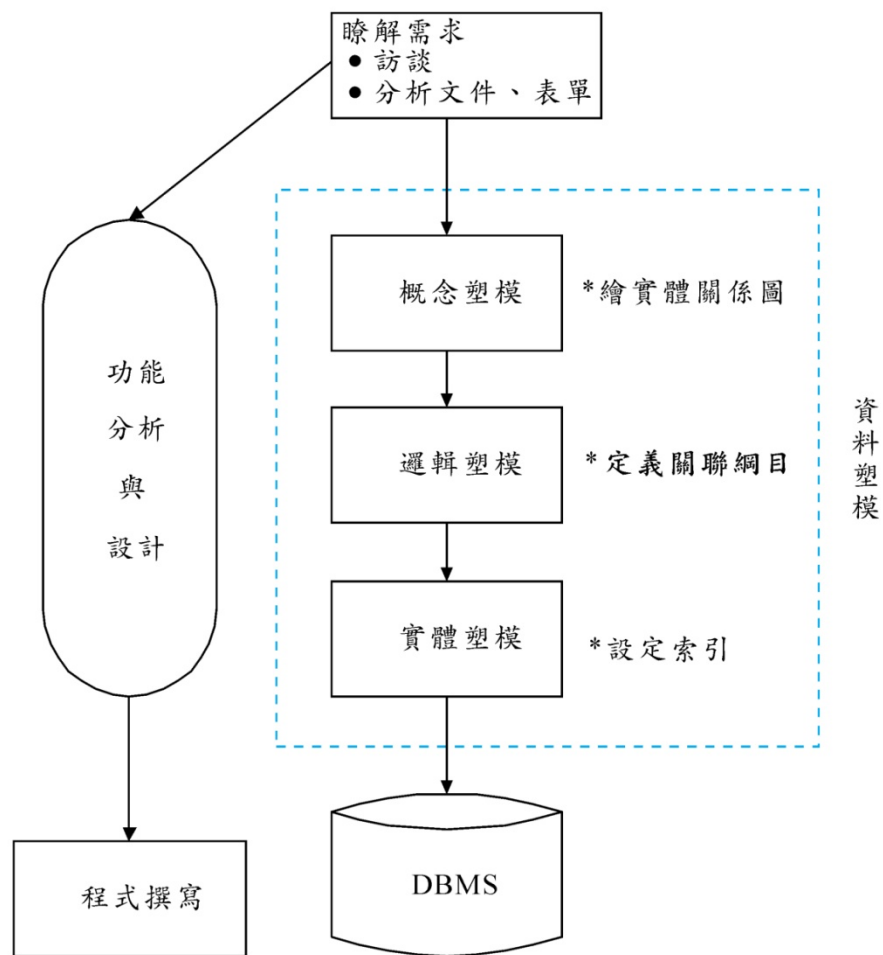 瞭解需求
● 訪談
● 分析文件、表單
概念塑模
*繪實體關係圖
功能
分析
與
設計
邏輯塑模
*定義關聯綱目
實體塑模
*設定索引
資料塑模
程式撰寫
DBMS